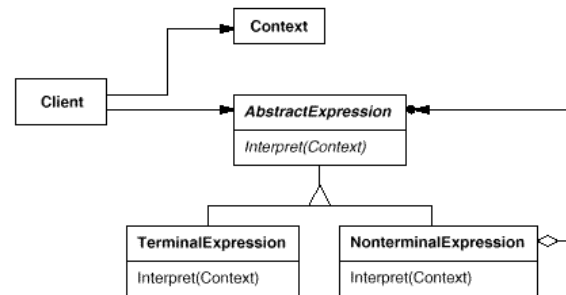 Context
Client
AbstractExpression
Interpret(Context)
TerminalExpression
Interpret(Context)
NonterminalExpression
Interpret(Context)